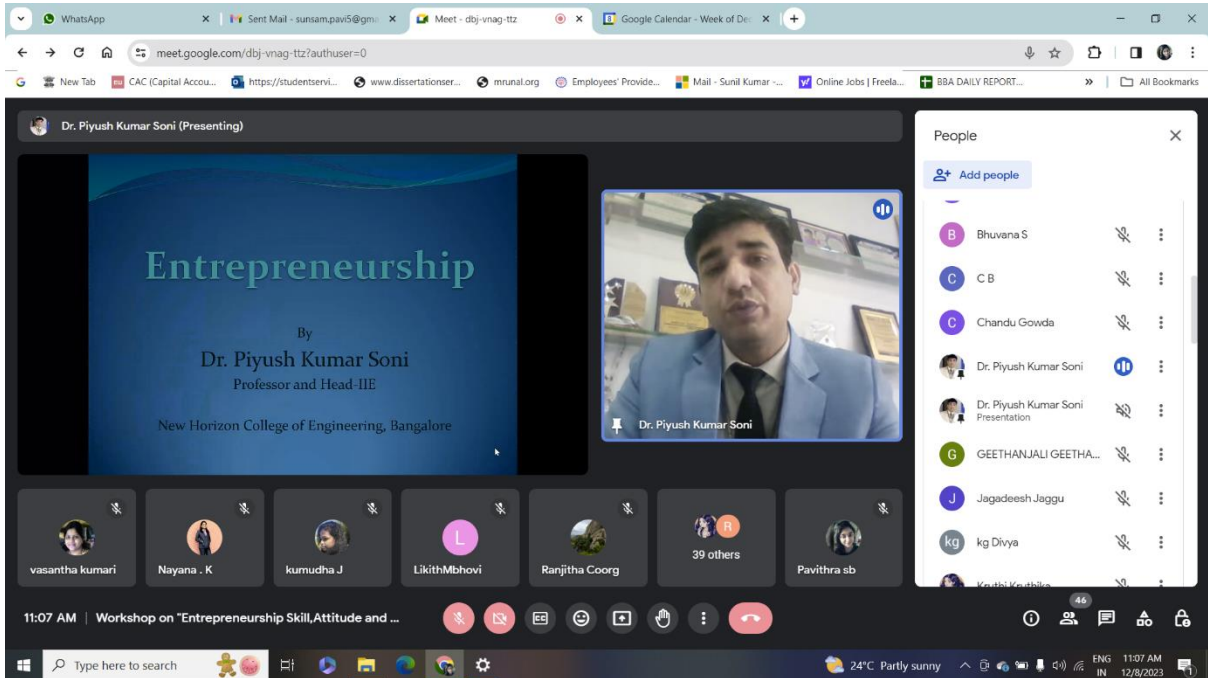 WhatsApp
Sent Mail - sunsam.pavi5@gma
Meet - dbj-vnag-ttz
Google Calendar - Week of De
meet.google.com/dbj-vnag-ttz?authuser=0
New Tab
CAC (Capital Accou...
https://studentservi...
www.dissertationser...
mrunal.org
Employees' Provide...
Mail - Sunil Kumar -...
Online Jobs | Freela...
BBA DAILY REPORT...
»
All Bookmarks
Dr. Piyush Kumar Soni (Presenting)
Entrepreneurship
By
Dr. Piyush Kumar Soni
Professor and Head-IIE
New Horizon College of Engineering, Bangalore
Dr. Piyush Kumar Soni
People
Add people
B Bhuvana S
C C B
C Chandu Gowda
Dr. Piyush Kumar Soni
Dr. Piyush Kumar Soni
Presentation
G GEETHANJALI GEETHA...
J Jagadeesh Jaggu
kg kg Divya
Kruthi Kruthika
vasantha kumari
Nayana . K
kumudha J
L
LikithMbhovi
Ranjitha Coorg
R
39 others
Pavithra sb
11:07 AM | Workshop on "Entrepreneurship Skill,Attitude and ...
46
Type here to search
24°C Partly sunny
ENG
IN
11:07 AM
12/8/2023